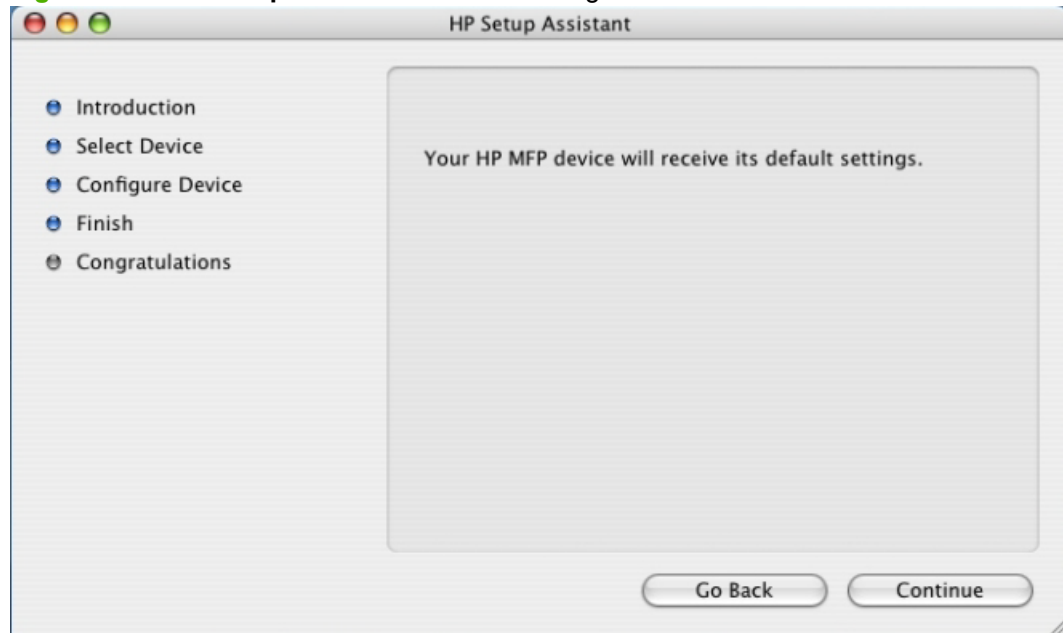 HP Setup Assistant
Introduction
Select Device
Configure Device
Finish
Congratulations
Your HP MFP device will receive its default settings.
Go Back
Continue